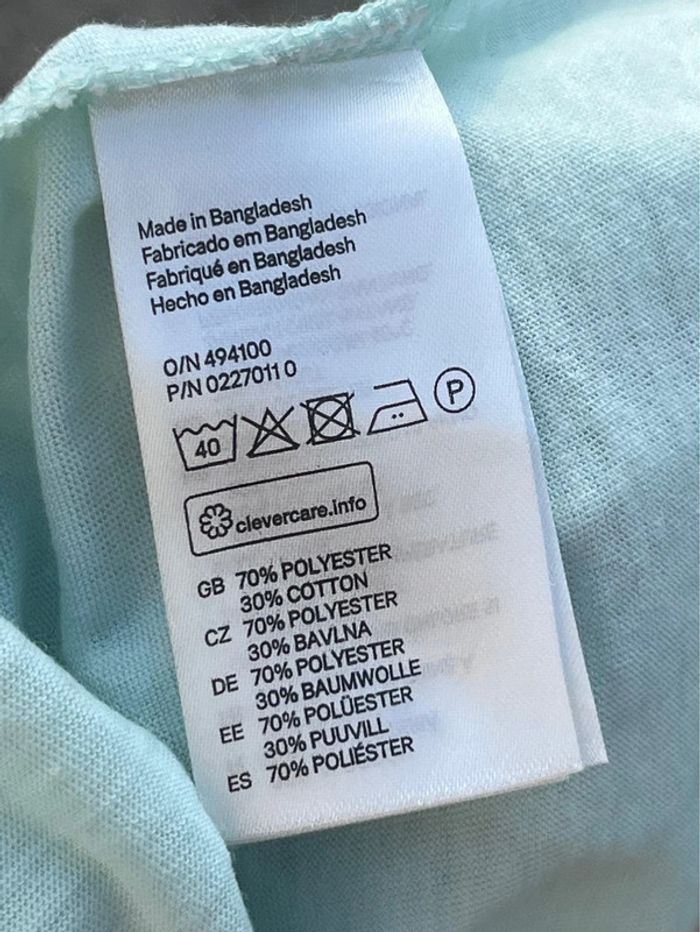 Made in Bangladesh
Fabricado em Bangladesh
Fabriqué en Bangladesh
Hecho en Bangladesh
O/N 494100
P/N 0227011 0
40 P
clevercare.info
GB 70% POLYESTER
30% COTTON
CZ 70% POLYESTER
30% BAVLNA
DE 70% POLYESTER
30% BAUMWOLLE
EE 70% POLÜESTER
30% PUUVILL
ES 70% POLIÉSTER